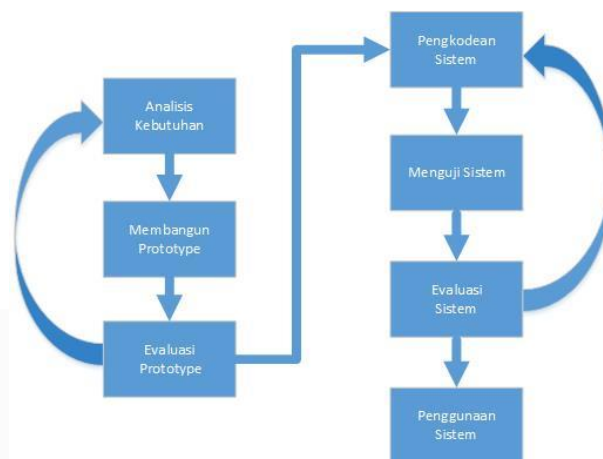 Analisis
Kebutuhan
Membangun
Prototype
Evaluasi
Prototype
Pengkodean
Sistem
Menguji Sistem
Evaluasi
Sistem
Penggunaan
Sistem